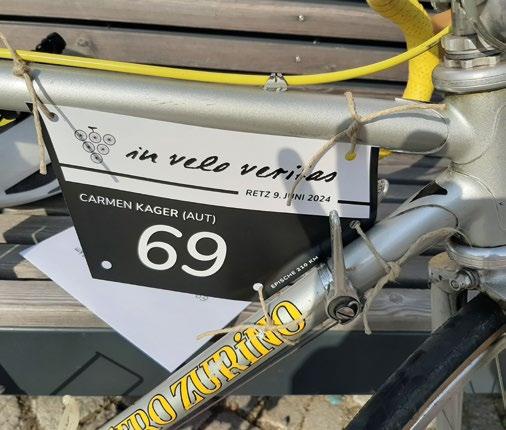 in velo veritas
RETZ 9. JUNI 2024
CARMEN KAGER (AUT)
69
EPISCHE 210 KM
TRO ZURINO